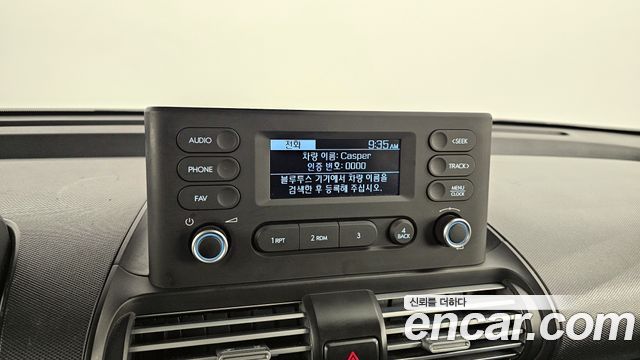 AUDIO
PHONE
FAV
전화 9:35 AM
차량 이름: Casper
인증 번호: 0000
블루투스 기기에서 차량 이름을
검색한 후 등록해 주십시오.
<SEEK
TRACK>
MENU
CLOCK
1 RPT 2 RDM 3 4 BACK
신뢰를 더하다
encar.com